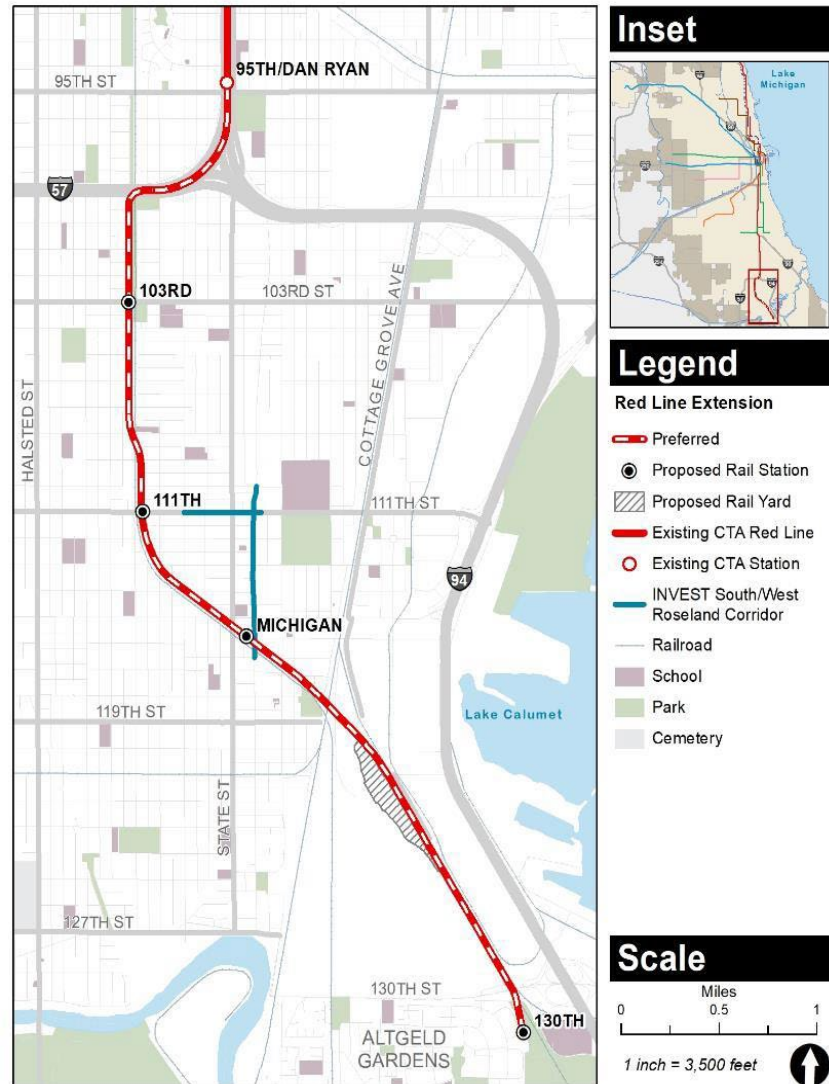 95TH/DAN RYAN
95TH ST
57
103RD
103RD ST
COTTAGE GROVE AVE
HALSTED ST
111TH
111TH ST
94
MICHIGAN
119TH ST
Lake Calumet
STATE ST
127TH ST
130TH ST
130TH
ALTGELD
GARDENS
Inset
Lake
Michigan
Legend
Red Line Extension
Preferred
Proposed Rail Station
Proposed Rail Yard
Existing CTA Red Line
Existing CTA Station
INVEST South/West
Roseland Corridor
Railroad
School
Park
Cemetery
Scale
Miles
0 0.5 1
1 inch = 3,500 feet